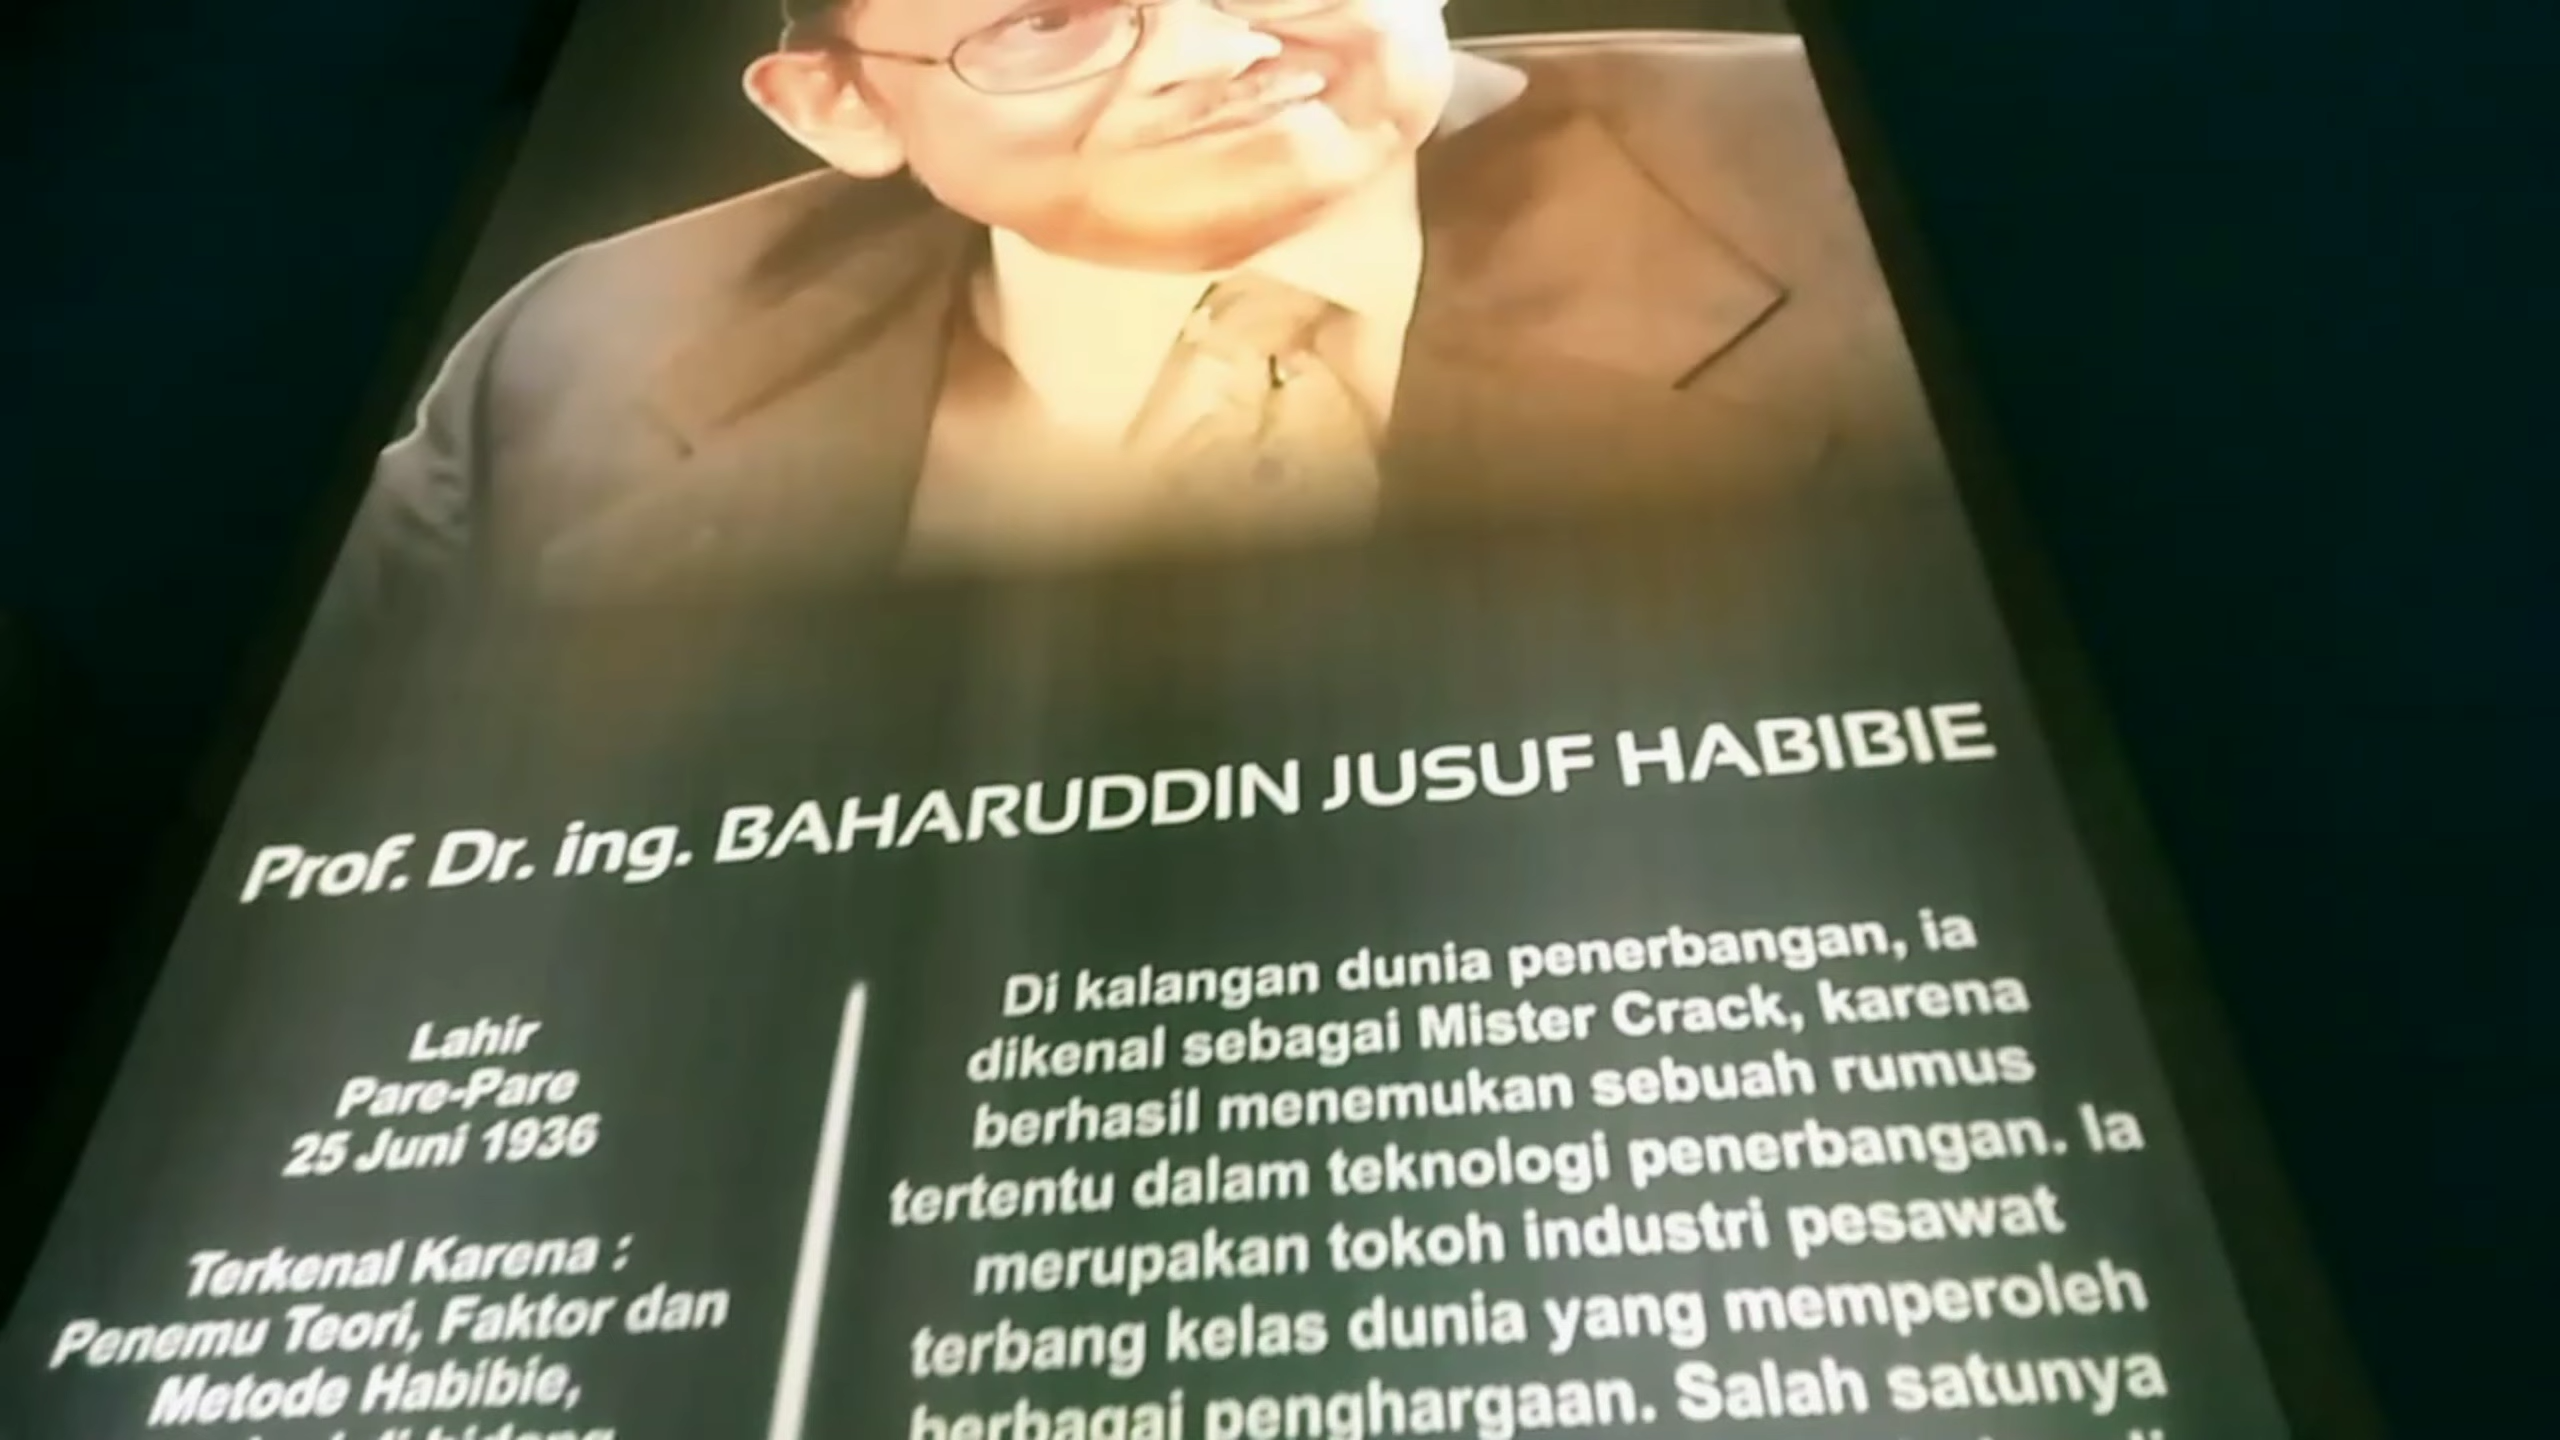 Prof. Dr. ing. BAHARUDDIN JUSUF HABIBIE
Lahir
Pare-Pare
25 Juni 1936
Terkenal Karena :
Penemu Teori, Faktor dan
Metode Habibie,
Di kalangan dunia penerbangan, ia
dikenal sebagai Mister Crack, karena
berhasil menemukan sebuah rumus
tertentu dalam teknologi penerbangan. Ia
merupakan tokoh industri pesawat
terbang kelas dunia yang memperoleh
berbagai penghargaan. Salah satunya